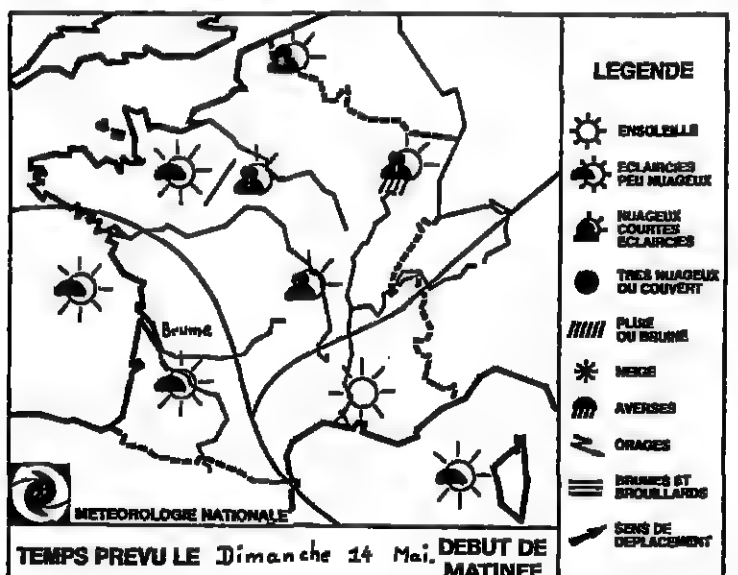 Brume
METEOROLOGIE NATIONALE
TEMPS PREVU LE Dimanche 14 Mai. DEBUT DE
MATINEE
LEGENDE
ENSOLEILLE
ECLAIRCIES
PEU NUAGEUX
NUAGEUX
COURTES
ECLAIRCIES
TRES NUAGEUX
OU COUVERT
PLUIE
OU BRUINE
NEIGE
AVERSES
ORAGES
BRUMES ET
BROUILLARDS
SENS DE
DEPLACEMENT